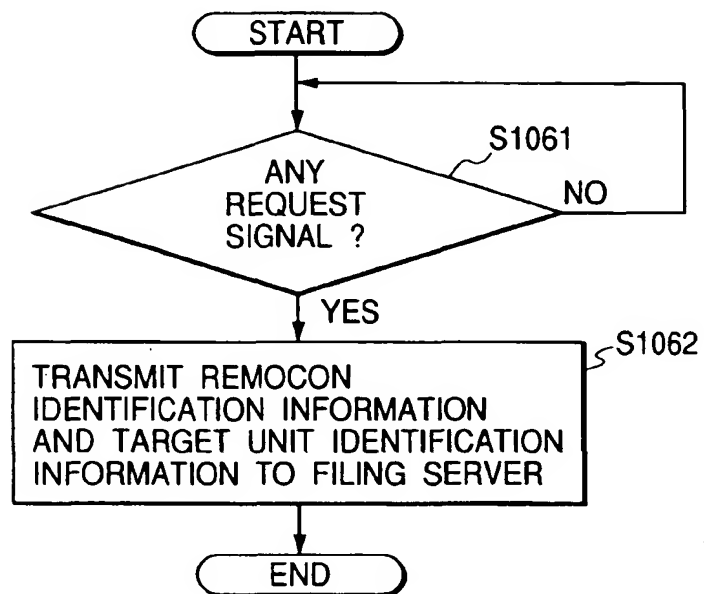 START
S1061
ANY
REQUEST
SIGNAL ?
NO
YES
S1062
TRANSMIT REMOCON
IDENTIFICATION INFORMATION
AND TARGET UNIT IDENTIFICATION
INFORMATION TO FILING SERVER
END